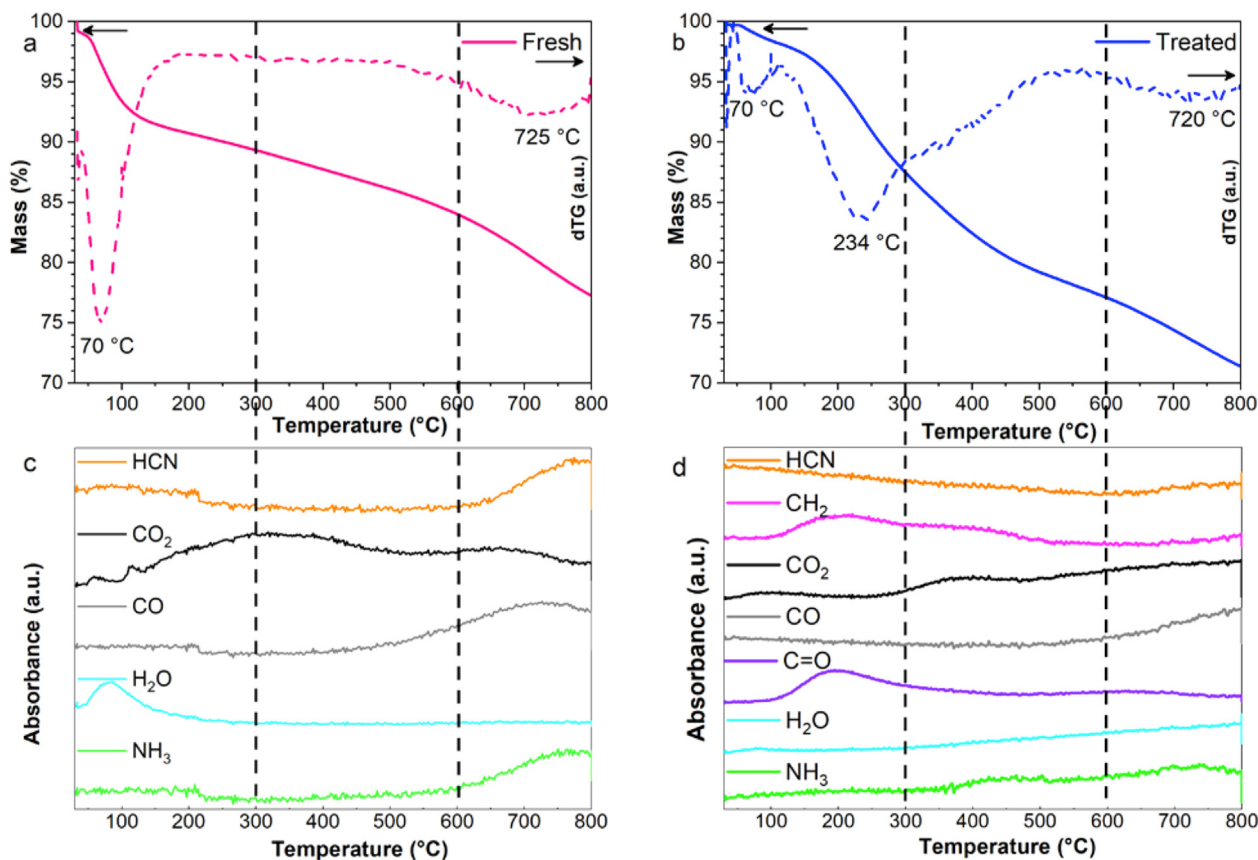 a
Fresh
100
95
90
85
80
75
70
Mass (%)
70 °C
725 °C
dTG (a.u.)
100 200 300 400 500 600 700 800
Temperature (°C)
b
Treated
100
95
90
85
80
75
70
Mass (%)
70 °C
234 °C
720 °C
dTG (a.u.)
100 200 300 400 500 600 700 800
Temperature (°C)
c
HCN
CO₂
CO
H₂O
NH₃
Absorbance (a.u.)
100 200 300 400 500 600 700 800
Temperature (°C)
d
HCN
CH₂
CO₂
CO
C=O
H₂O
NH₃
Absorbance (a.u.)
100 200 300 400 500 600 700 800
Temperature (°C)